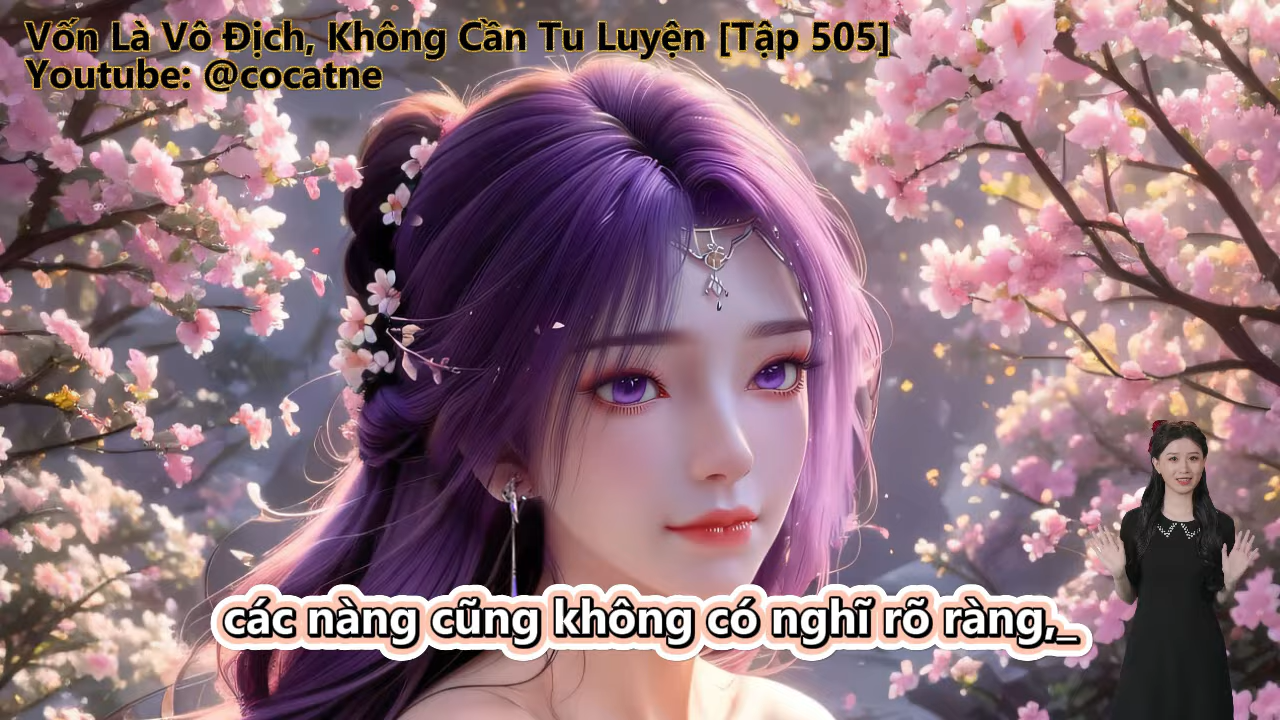 Vốn Là Vô Địch, Không Cần Tu Luyện [Tập 505]
Youtube: @cocatne
các nàng cũng không có nghĩ rõ ràng,_